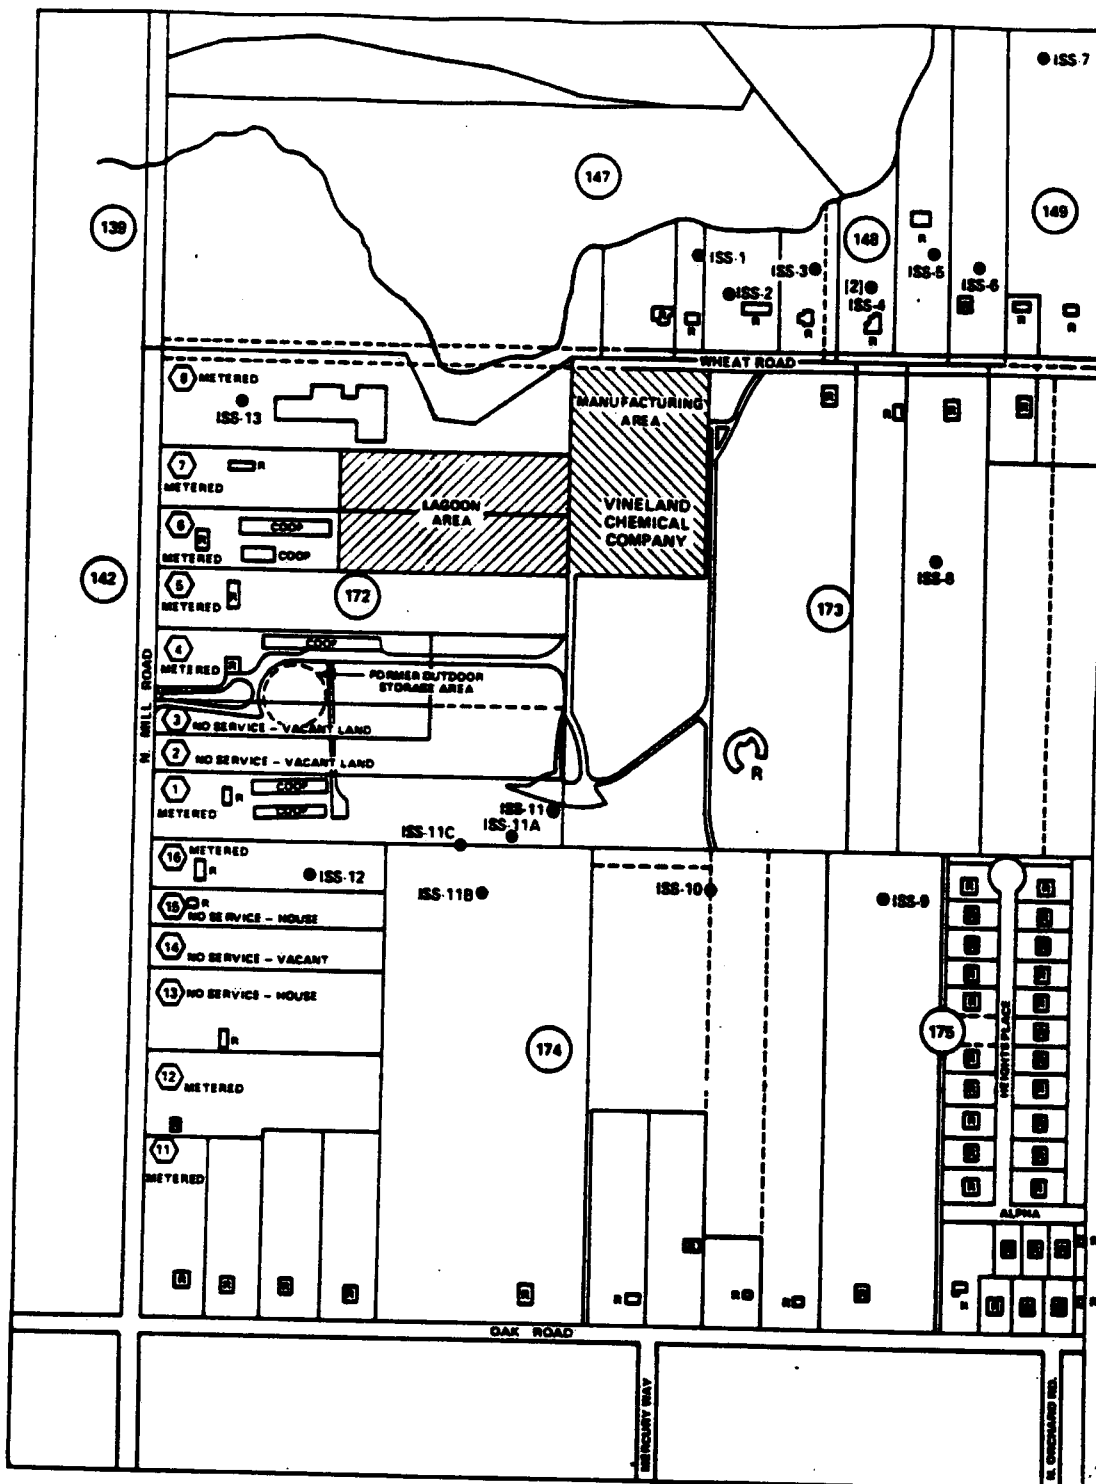 ISS-7
147
139
149
148
ISS-1
ISS-3
ISS-5
ISS-6
ISS-2
[2]
ISS-4
R
R
R
R
R
R
R
WHEAT ROAD
8 METERED
ISS-13
MANUFACTURING
AREA
R
7
R
METERED
LAGOON
AREA
VINELAND
CHEMICAL
COMPANY
6
COOP
METERED
COOP
142
5
METERED
172
ISS-8
173
4
METERED
COOP
FORMER OUTDOOR
STORAGE AREA
N. MILL ROAD
3 NO SERVICE - VACANT LAND
2 NO SERVICE - VACANT LAND
R
1
METERED
R
COOP
COOP
ISS-11
ISS-11A
ISS-11C
16 METERED
R
ISS-12
ISS-11B
ISS-10
ISS-9
15 R
NO SERVICE - HOUSE
14 NO SERVICE - VACANT
13 NO SERVICE - HOUSE
R
174
175
HEIGHTS PLACE
12 METERED
11
METERED
ALPHA
R
R
R
R
OAK ROAD
MERCURY WAY
N. ORCHARD RD.